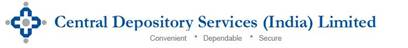 Central Depository Services (India) Limited
Convenient * Dependable * Secure